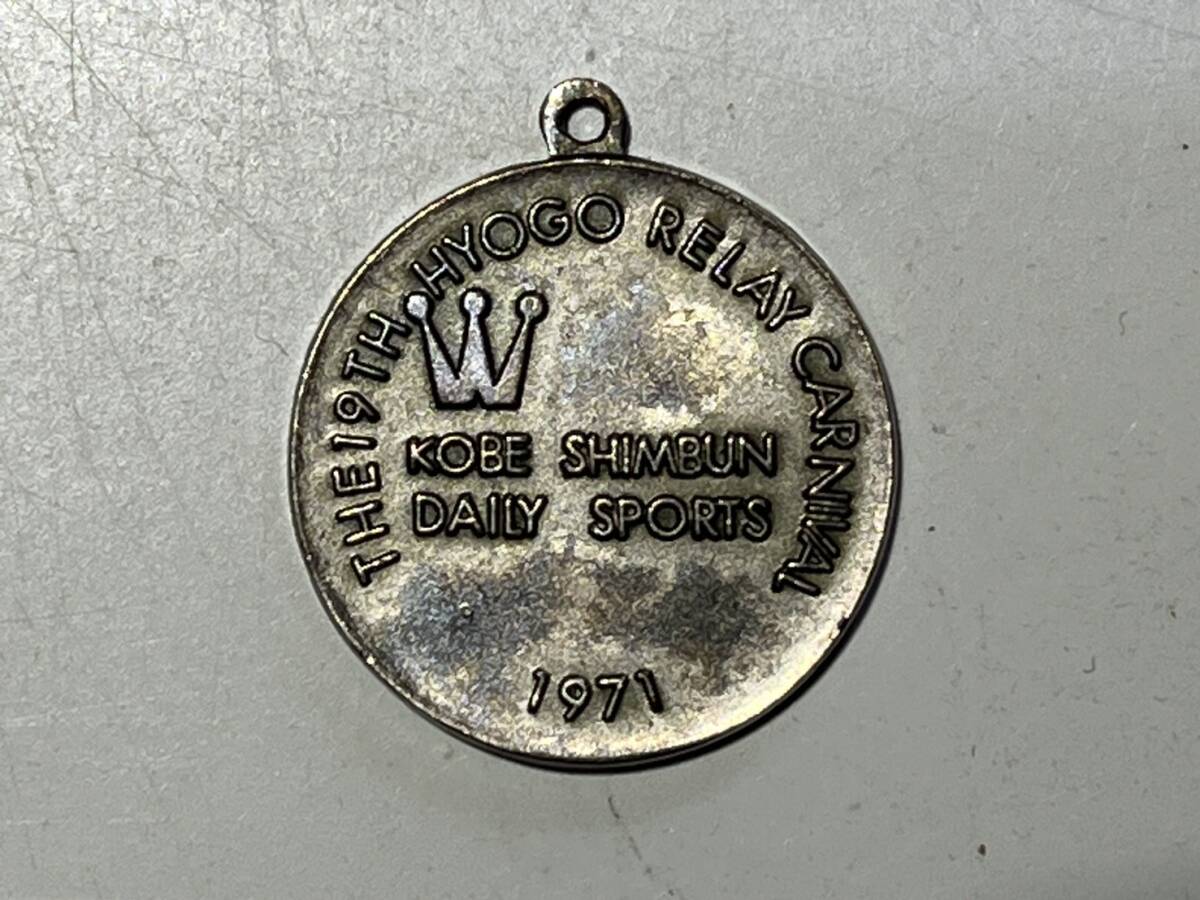 THE 19TH HYOGO RELAY CARNIVAL
KOBE SHIMBUN
DAILY SPORTS
1971